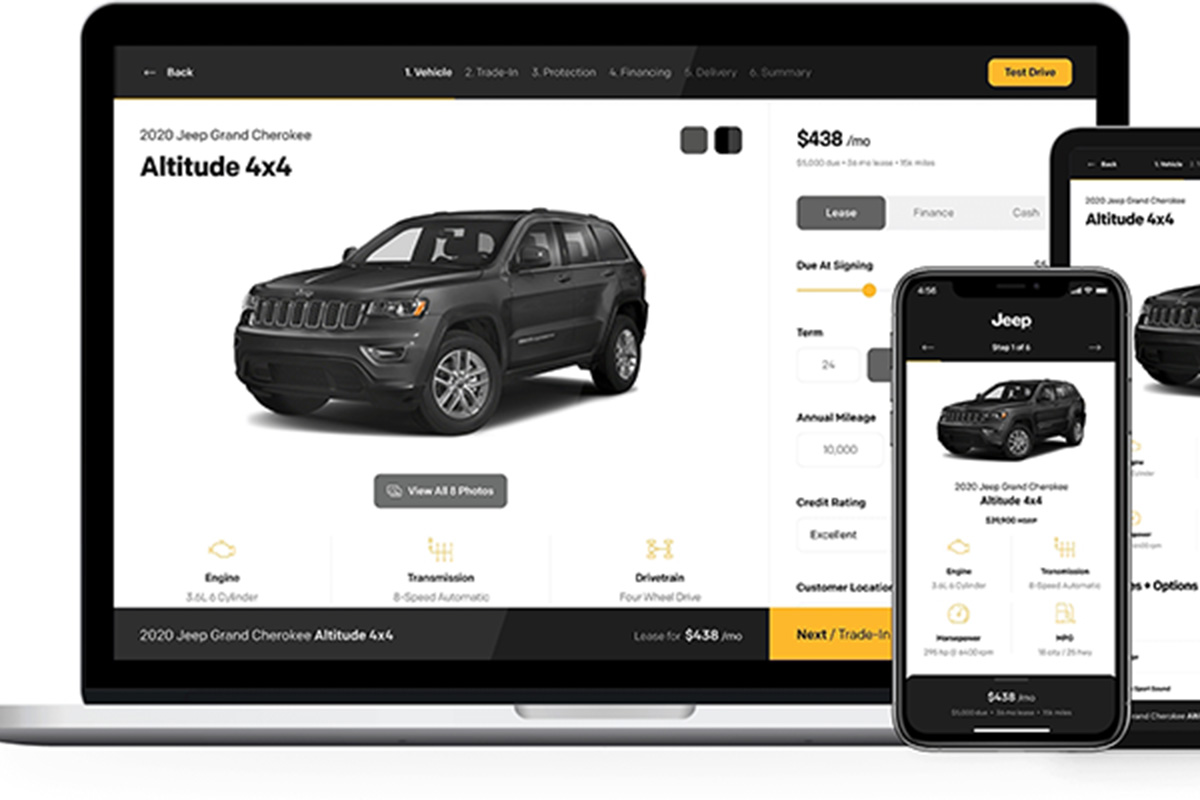 ← Back
1. Vehicle 2. Trade-In 3. Protection 4. Financing 5. Delivery 6. Summary
Test Drive
2020 Jeep Grand Cherokee
Altitude 4x4
View All 8 Photos
Engine
3.6L 6 Cylinder
Transmission
8-Speed Automatic
Drivetrain
Four Wheel Drive
2020 Jeep Grand Cherokee Altitude 4x4
Lease for $438 /mo
$438 /mo
$5,000 due • 36 mo lease • 15k miles
Lease Finance Cash
Due At Signing
Term
24
Annual Mileage
10,000
Credit Rating
Excellent
Customer Location
Next / Trade-In
4:56
Jeep
← Step 1 of 6 →
2020 Jeep Grand Cherokee
Altitude 4x4
$39,900 MSRP
Engine
3.6L 6 Cylinder
Transmission
8-Speed Automatic
Horsepower
295 hp @ 6400 rpm
MPG
18 city / 25 hwy
$438 /mo
$5,000 due • 36 mo lease • 15k miles
← Back 1. Vehicle
2020 Jeep Grand Cherokee
Altitude 4x4
+ Options
Sport Sound